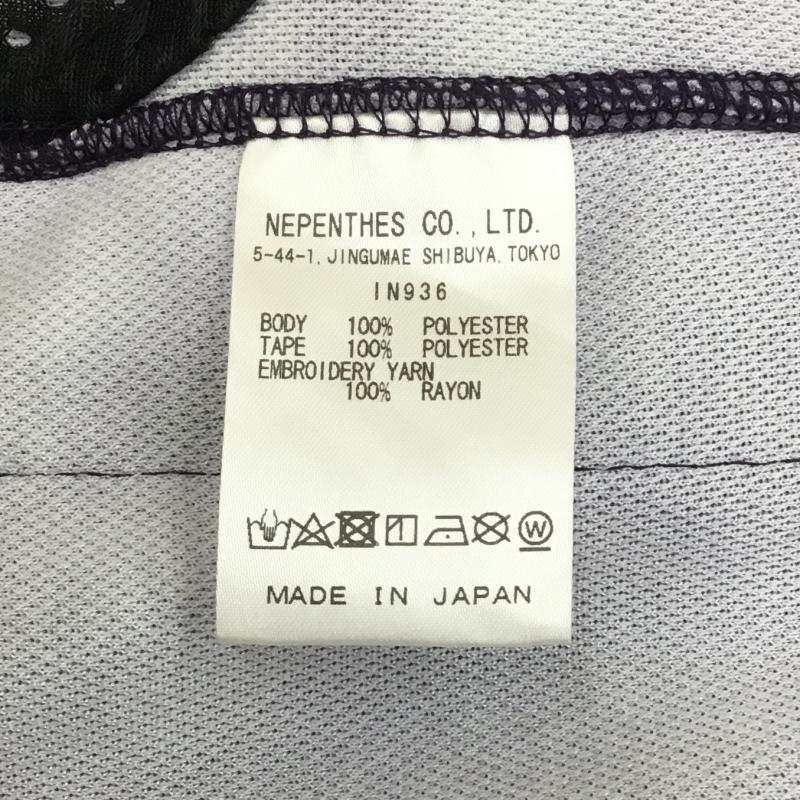 NEPENTHES CO., LTD.
5-44-1, JINGUMAE SHIBUYA, TOKYO
IN936
BODY 100% POLYESTER
TAPE 100% POLYESTER
EMBROIDERY YARN
100% RAYON
W
MADE IN JAPAN